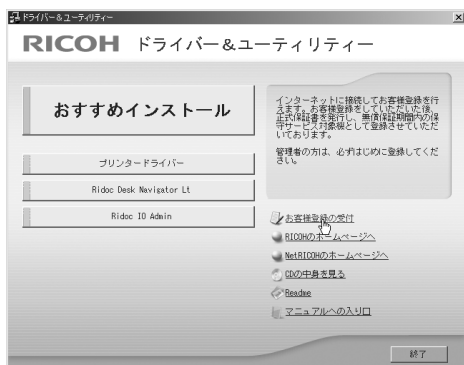 ドライバー&ユーティリティー
RICOH ドライバー&ユーティリティー
おすすめインストール
プリンタードライバー
Ridoc Desk Navigator Lt
Ridoc IO Admin
インターネットに接続してお客様登録を行
えます。お客様登録をしていただいた後、
正式保証書を発行し、無償保証期間内の保
守サービス対象機として登録させていただ
いております。
管理者の方は、必ずはじめに登録してくだ
さい。
お客様登録の受付
RICOHのホームページへ
NetRICOHのホームページへ
CDの中身を見る
Readme
マニュアルへの入り口
終了